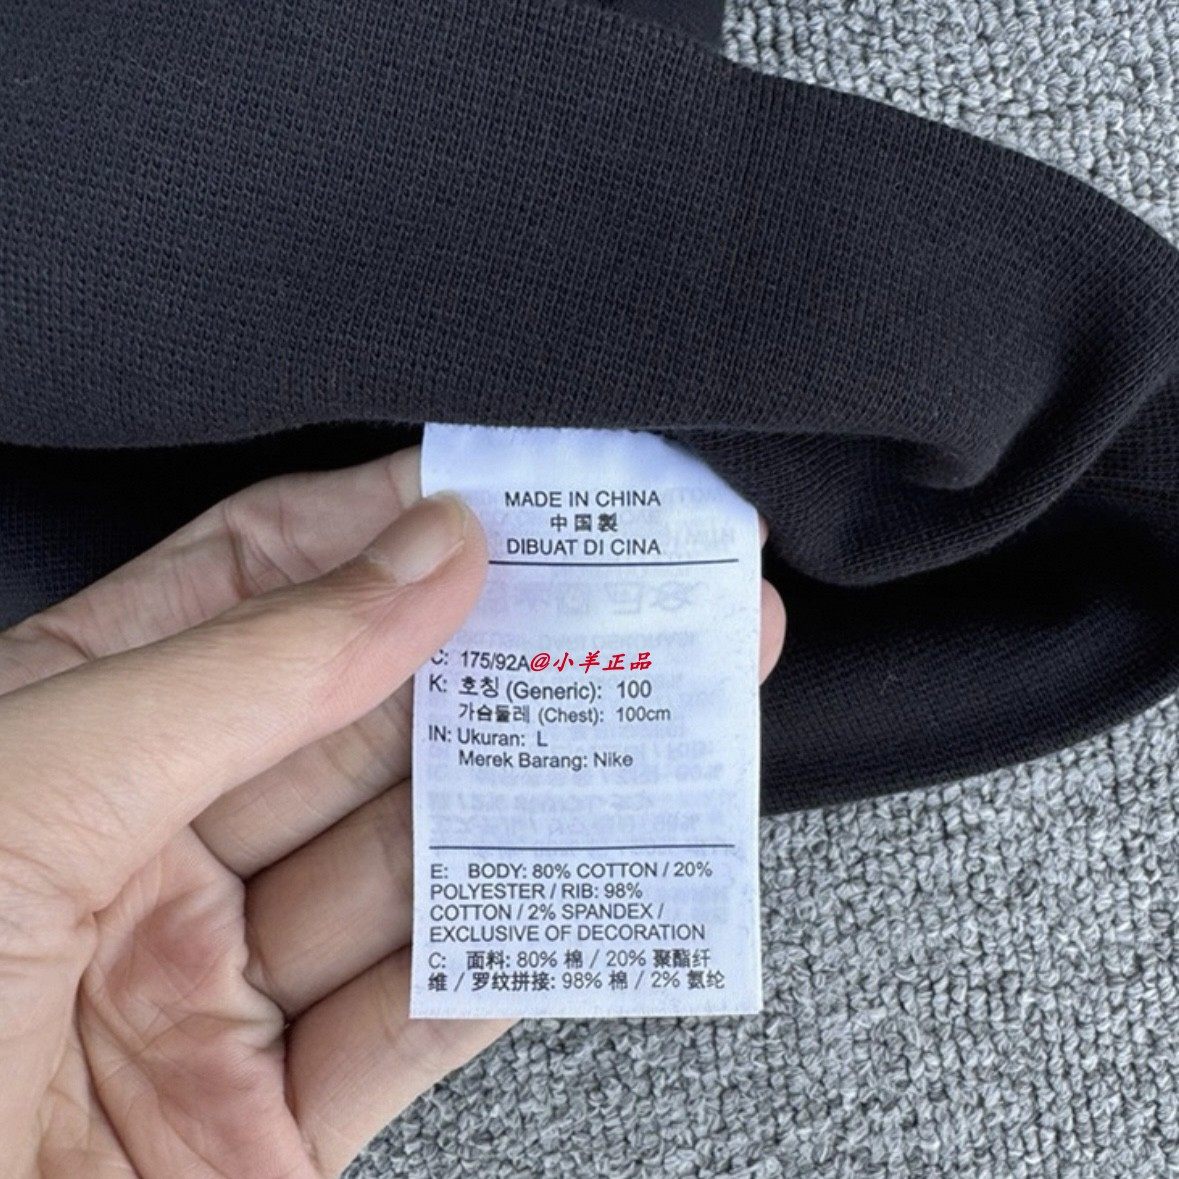 MADE IN CHINA
中国製
DIBUAT DI CINA
C: 175/92A@小羊正品
K: 호칭 (Generic): 100
가슴둘레 (Chest): 100cm
IN: Ukuran: L
Merek Barang: Nike
E: BODY: 80% COTTON / 20%
POLYESTER / RIB: 98%
COTTON / 2% SPANDEX /
EXCLUSIVE OF DECORATION
C: 面料: 80% 棉 / 20% 聚酯纤
维 / 罗纹拼接: 98% 棉 / 2% 氨纶